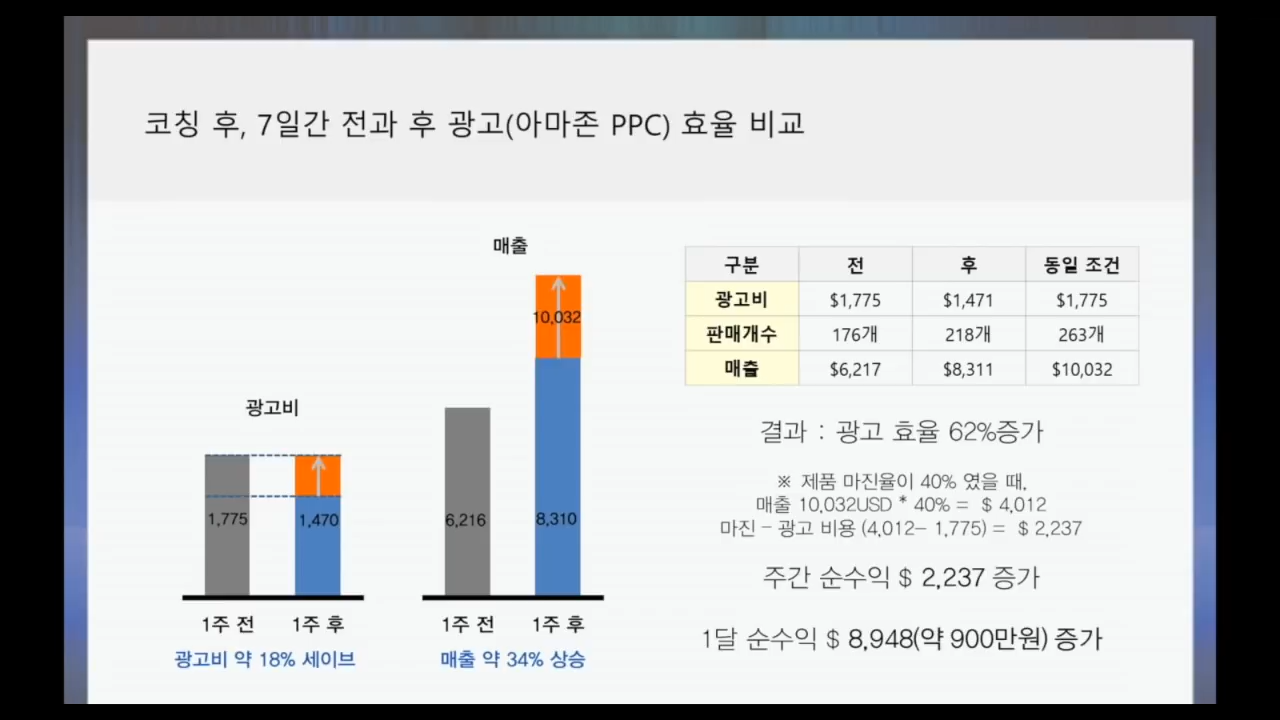 코칭 후, 7일간 전과 후 광고(아마존 PPC) 효율 비교
광고비
1,775
1,470
1주 전
1주 후
광고비 약 18% 세이브
매출
10,032
6,216
8,310
1주 전
1주 후
매출 약 34% 상승
구분 전 후 동일 조건
광고비 $1,775 $1,471 $1,775
판매개수 176개 218개 263개
매출 $6,217 $8,311 $10,032
결과 : 광고 효율 62%증가
※ 제품 마진율이 40% 였을 때,
매출 10,032USD * 40% = $ 4,012
마진 - 광고 비용 (4,012- 1,775) = $ 2,237
주간 순수익 $ 2,237 증가
1달 순수익 $ 8,948(약 900만원) 증가